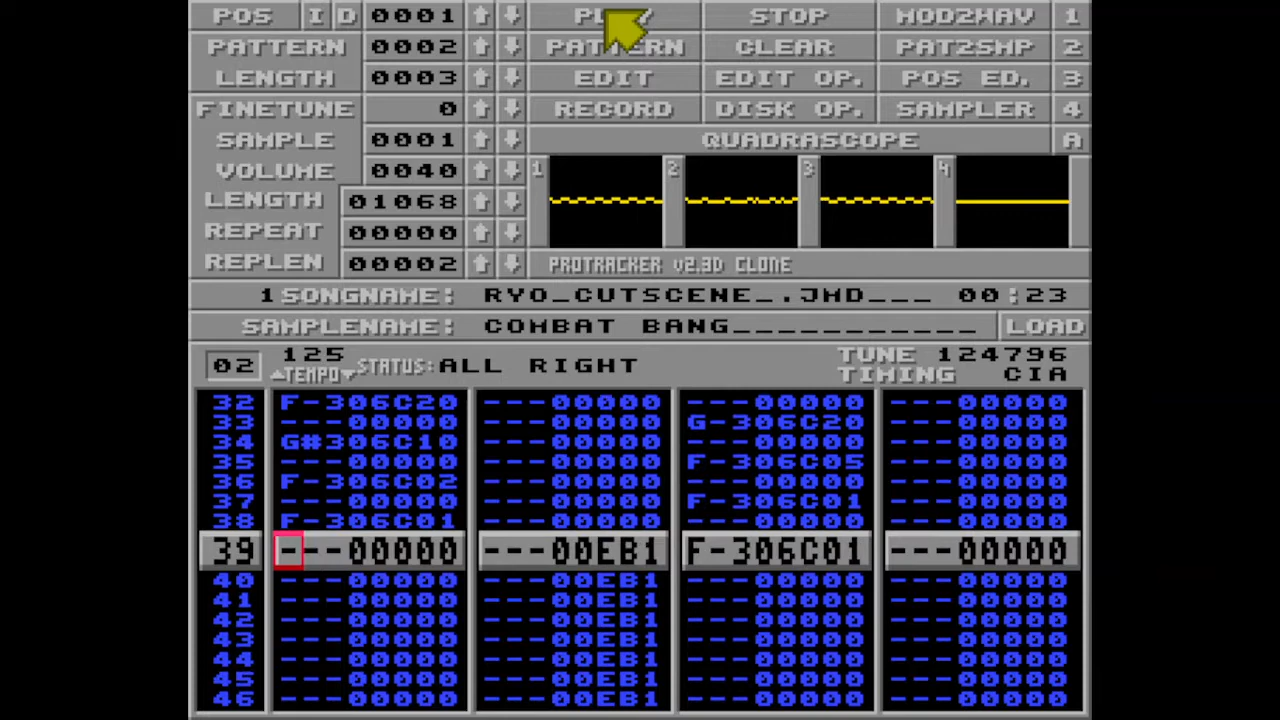 POS I D 0001 STOP MOD2WAV 1
PATTERN 0002 PATTERN CLEAR PAT2SMP 2
LENGTH 0003 EDIT EDIT OP. POS ED. 3
FINETUNE 0 RECORD DISK OP. SAMPLER 4
SAMPLE 0001 QUADRASCOPE A
VOLUME 0040 1 2 3 4
LENGTH 01068
REPEAT 00000
REPLEN 00002 PROTRACKER V2.3D CLONE
1 SONGNAME: RYO_CUTSCENE_.JMD___ 00:23
SAMPLENAME: COMBAT BANG___________ LOAD
02 125 TEMPO STATUS: ALL RIGHT TUNE 124796
TIMING CIA
32 F-306C20 ---00000 ---00000 ---00000
33 ---00000 ---00000 G-306C20 ---00000
34 G#306C10 ---00000 ---00000 ---00000
35 ---00000 ---00000 F-306C05 ---00000
36 F-306C02 ---00000 ---00000 ---00000
37 ---00000 ---00000 F-306C01 ---00000
38 F-306C01 ---00000 ---00000 ---00000
39 ---00000 ---00EB1 F-306C01 ---00000
40 ---00000 ---00EB1 ---00000 ---00000
41 ---00000 ---00EB1 ---00000 ---00000
42 ---00000 ---00EB1 ---00000 ---00000
43 ---00000 ---00EB1 ---00000 ---00000
44 ---00000 ---00EB1 ---00000 ---00000
45 ---00000 ---00EB1 ---00000 ---00000
46 ---00000 ---00EB1 ---00000 ---00000